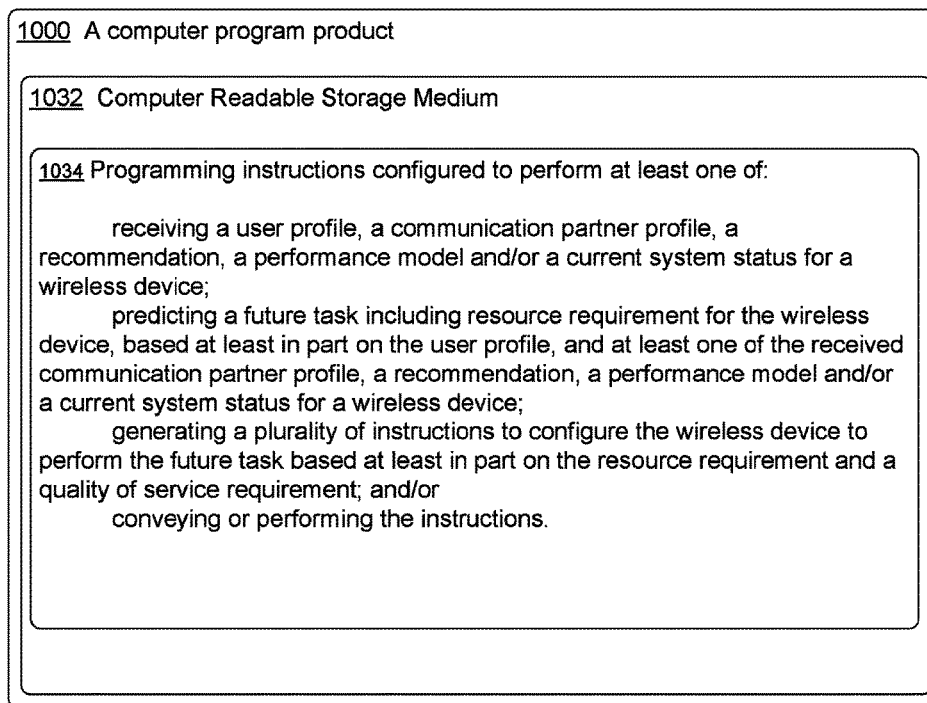 1000 A computer program product
1032 Computer Readable Storage Medium
1034 Programming instructions configured to perform at least one of:
receiving a user profile, a communication partner profile, a
recommendation, a performance model and/or a current system status for a
wireless device;
predicting a future task including resource requirement for the wireless
device, based at least in part on the user profile, and at least one of the received
communication partner profile, a recommendation, a performance model and/or
a current system status for a wireless device;
generating a plurality of instructions to configure the wireless device to
perform the future task based at least in part on the resource requirement and a
quality of service requirement; and/or
conveying or performing the instructions.